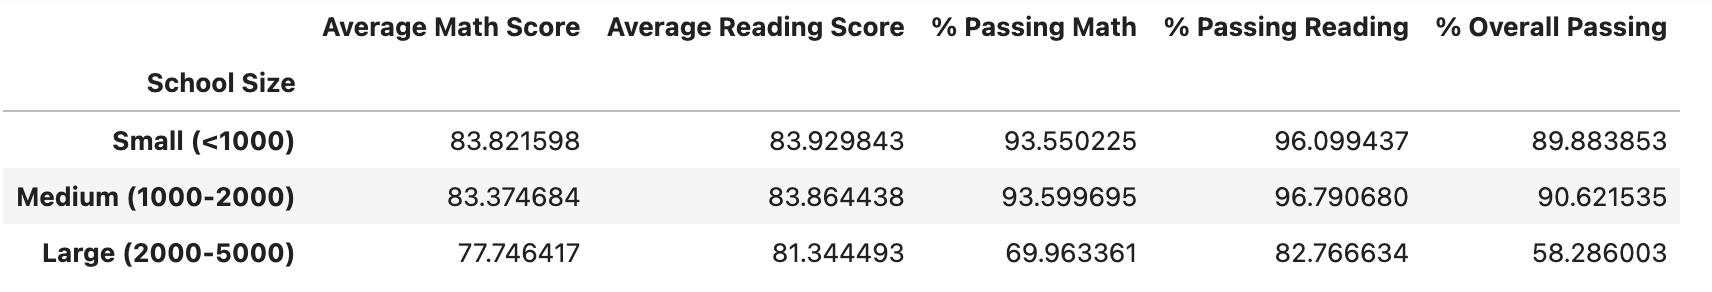 Average Math Score Average Reading Score % Passing Math % Passing Reading % Overall Passing
School Size
Small (<1000) 83.821598 83.929843 93.550225 96.099437 89.883853
Medium (1000-2000) 83.374684 83.864438 93.599695 96.790680 90.621535
Large (2000-5000) 77.746417 81.344493 69.963361 82.766634 58.286003